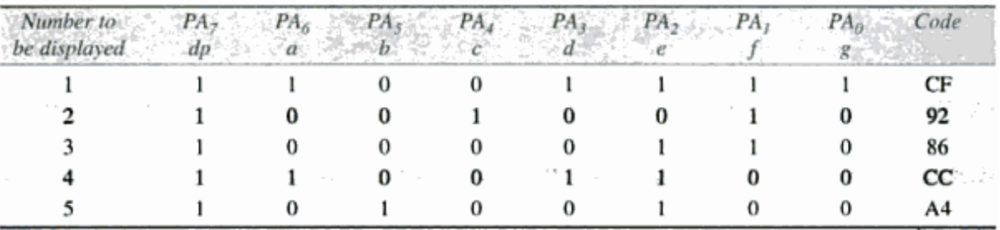 Number to PA7 PA6 PA5 PA4 PA3 PA2 PA1 PA0 Code
be displayed dp a b c d e f g
1 1 1 0 0 1 1 1 1 CF
2 1 0 0 1 0 0 1 0 92
3 1 0 0 0 0 1 1 0 86
4 1 1 0 0 1 1 0 0 CC
5 1 0 1 0 0 1 0 0 A4